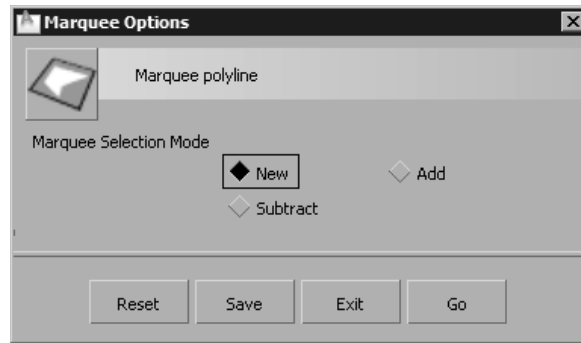 Marquee Options
Marquee polyline
Marquee Selection Mode
New Add
Subtract
Reset Save Exit Go